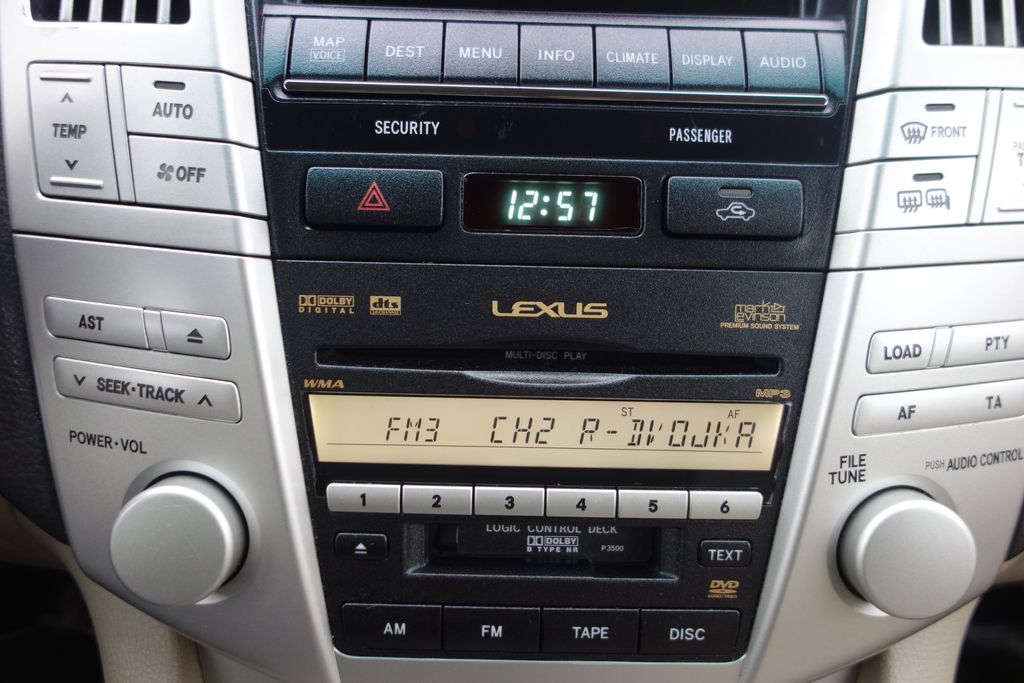 MAP
VOICE
DEST
MENU
INFO
CLIMATE
DISPLAY
AUDIO
TEMP
AUTO
OFF
SECURITY
PASSENGER
FRONT
12:57
DOLBY
DIGITAL
dts
LEXUS
mark levinson
PREMIUM SOUND SYSTEM
AST
LOAD
PTY
MULTI-DISC PLAY
SEEK·TRACK
WMA
MP3
AF
TA
FM3 CH2 R-DVOJKA
ST
AF
POWER·VOL
FILE
TUNE
PUSH AUDIO CONTROL
1 2 3 4 5 6
LOGIC CONTROL DECK
DOLBY
B TYPE NR
P3500
TEXT
DVD
AUDIO/VIDEO
AM
FM
TAPE
DISC